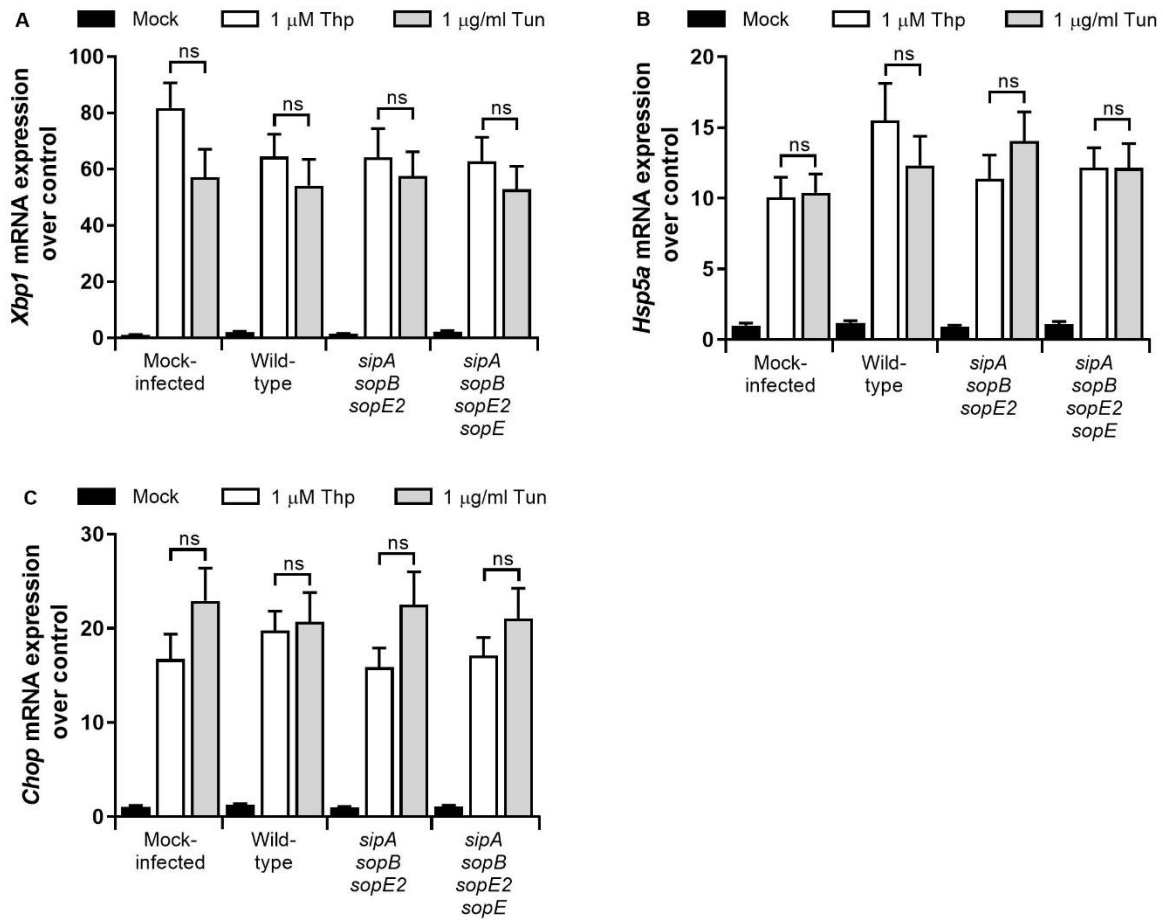 A
Mock
1 μM Thp
1 μg/ml Tun
Xbp1 mRNA expression
over control
100
80
60
40
20
0
ns
ns
ns
ns
Mock-
infected
Wild-
type
sipA
sopB
sopE2
sipA
sopB
sopE2
sopE
B
Mock
1 μM Thp
1 μg/ml Tun
Hsp5a mRNA expression
over control
20
15
10
5
0
ns
ns
ns
ns
Mock-
infected
Wild-
type
sipA
sopB
sopE2
sipA
sopB
sopE2
sopE
C
Mock
1 μM Thp
1 μg/ml Tun
Chop mRNA expression
over control
30
20
10
0
ns
ns
ns
ns
Mock-
infected
Wild-
type
sipA
sopB
sopE2
sipA
sopB
sopE2
sopE